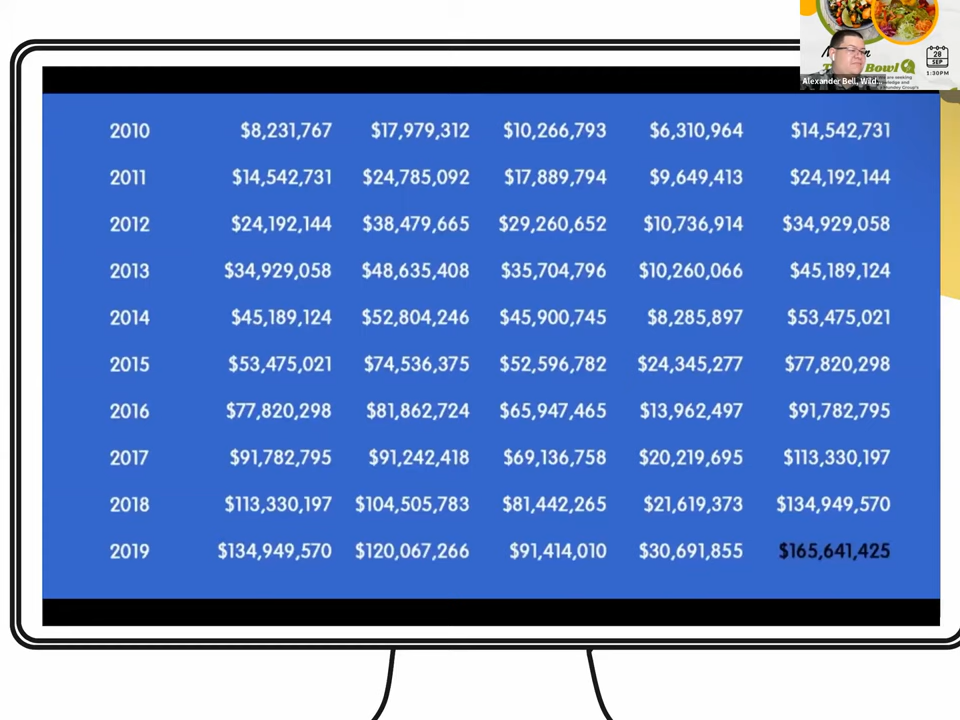 28
SEP
Bowl
1:30PM
Alexander Bell, Wild...
2010 $8,231,767 $17,979,312 $10,266,793 $6,310,964 $14,542,731
2011 $14,542,731 $24,785,092 $17,889,794 $9,649,413 $24,192,144
2012 $24,192,144 $38,479,665 $29,260,652 $10,736,914 $34,929,058
2013 $34,929,058 $48,635,408 $35,704,796 $10,260,066 $45,189,124
2014 $45,189,124 $52,804,246 $45,900,745 $8,285,897 $53,475,021
2015 $53,475,021 $74,536,375 $52,596,782 $24,345,277 $77,820,298
2016 $77,820,298 $81,862,724 $65,947,465 $13,962,497 $91,782,795
2017 $91,782,795 $91,242,418 $69,136,758 $20,219,695 $113,330,197
2018 $113,330,197 $104,505,783 $81,442,265 $21,619,373 $134,949,570
2019 $134,949,570 $120,067,266 $91,414,010 $30,691,855 $165,641,425